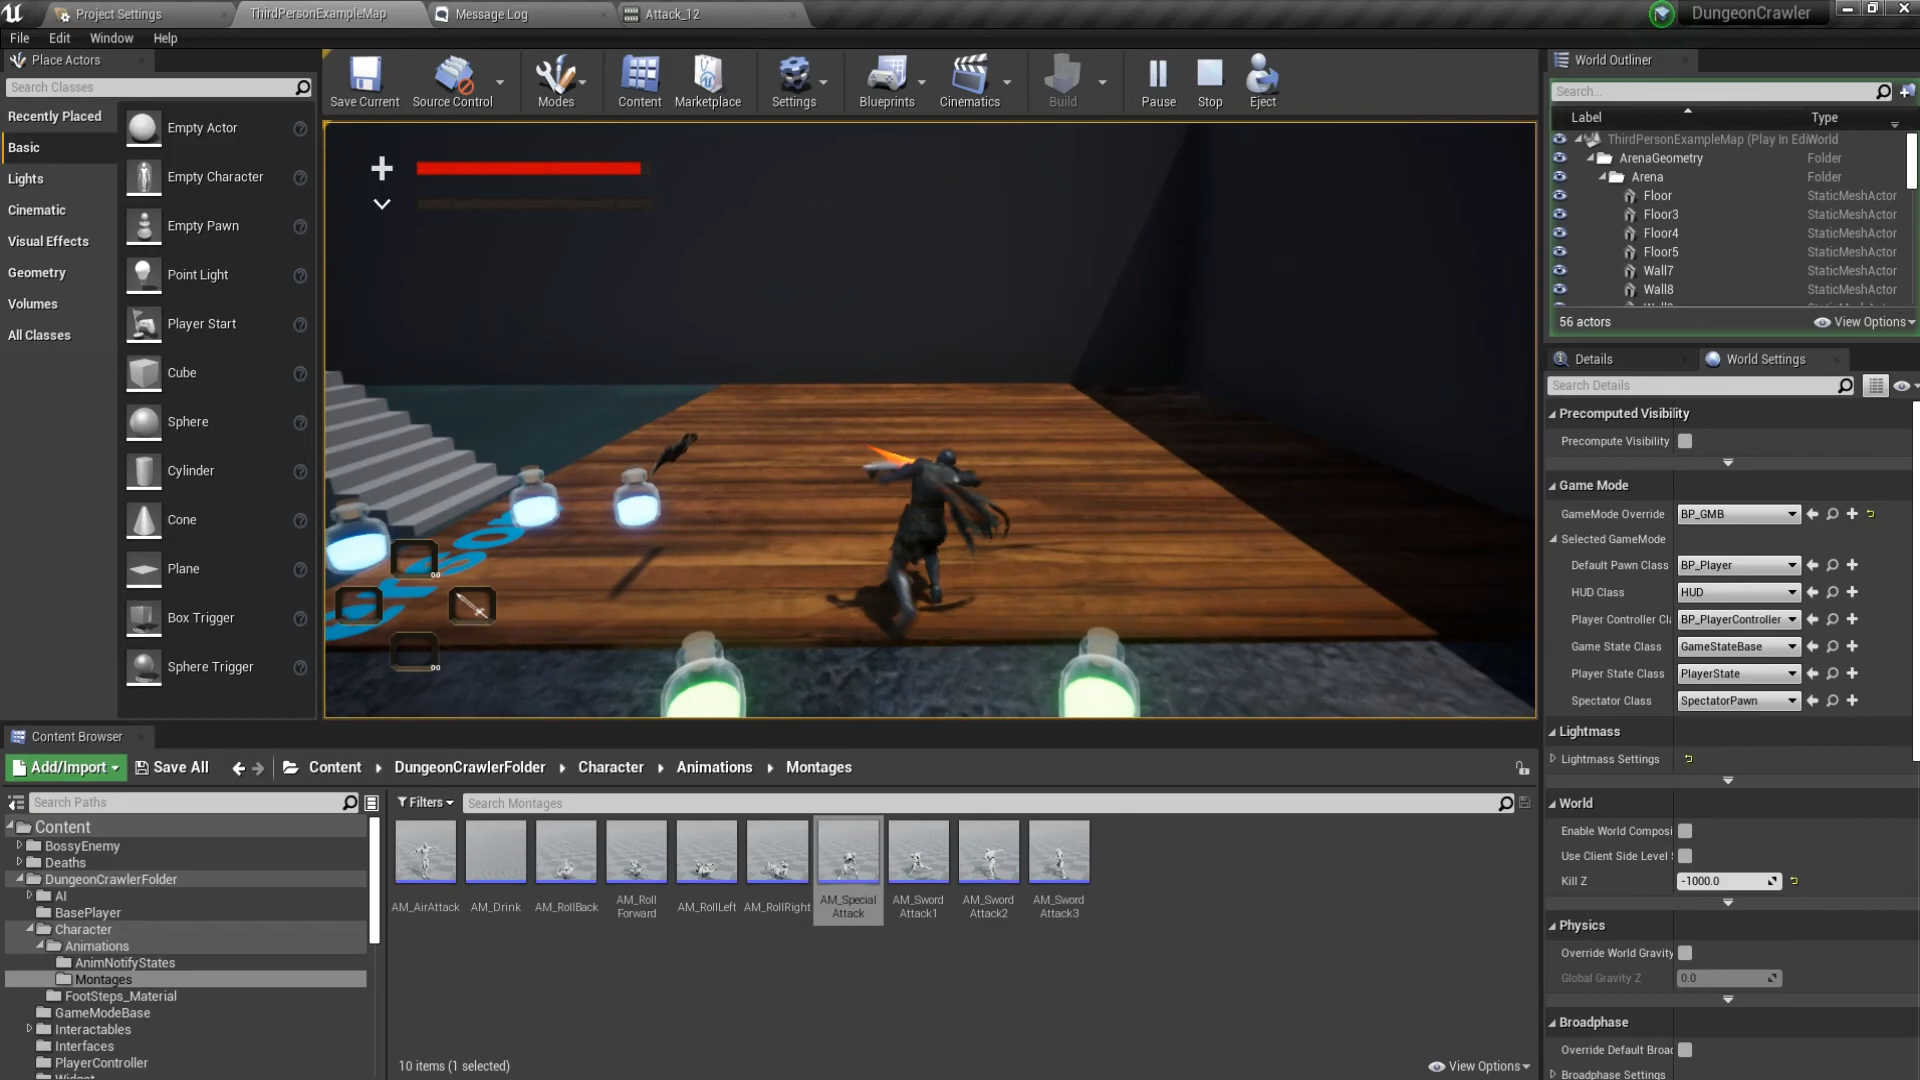 Project Settings
ThirdPersonExampleMap
Message Log
Attack_12
DungeonCrawler
File Edit Window Help
Place Actors
Search Classes
Recently Placed
Basic
Lights
Cinematic
Visual Effects
Geometry
Volumes
All Classes
Empty Actor
Empty Character
Empty Pawn
Point Light
Player Start
Cube
Sphere
Cylinder
Cone
Plane
Box Trigger
Sphere Trigger
Save Current
Source Control
Modes
Content
Marketplace
Settings
Blueprints
Cinematics
Build
Pause
Stop
Eject
World Outliner
Search...
Label Type
ThirdPersonExampleMap (Play In Edi World
ArenaGeometry Folder
Arena Folder
Floor StaticMeshActor
Floor3 StaticMeshActor
Floor4 StaticMeshActor
Floor5 StaticMeshActor
Wall7 StaticMeshActor
Wall8 StaticMeshActor
56 actors View Options
Details
World Settings
Search Details
Precomputed Visibility
Precompute Visibility
Game Mode
GameMode Override BP_GMB
Selected GameMode
Default Pawn Class BP_Player
HUD Class HUD
Player Controller Cl BP_PlayerController
Game State Class GameStateBase
Player State Class PlayerState
Spectator Class SpectatorPawn
Lightmass
Lightmass Settings
World
Enable World Composi
Use Client Side Level S
Kill Z -1000.0
Physics
Override World Gravity
Global Gravity Z 0.0
Broadphase
Override Default Broad
Broadphase Settings
Content Browser
Add/Import Save All Content DungeonCrawlerFolder Character Animations Montages
Search Paths
Filters
Search Montages
Content
BossyEnemy
Deaths
DungeonCrawlerFolder
AI
BasePlayer
Character
Animations
AnimNotifyStates
Montages
FootSteps_Material
GameModeBase
Interactables
Interfaces
PlayerController
AM_AirAttack
AM_Drink
AM_RollBack
AM_Roll
Forward
AM_RollLeft
AM_RollRight
AM_Special
Attack
AM_Sword
Attack1
AM_Sword
Attack2
AM_Sword
Attack3
10 items (1 selected)
View Options